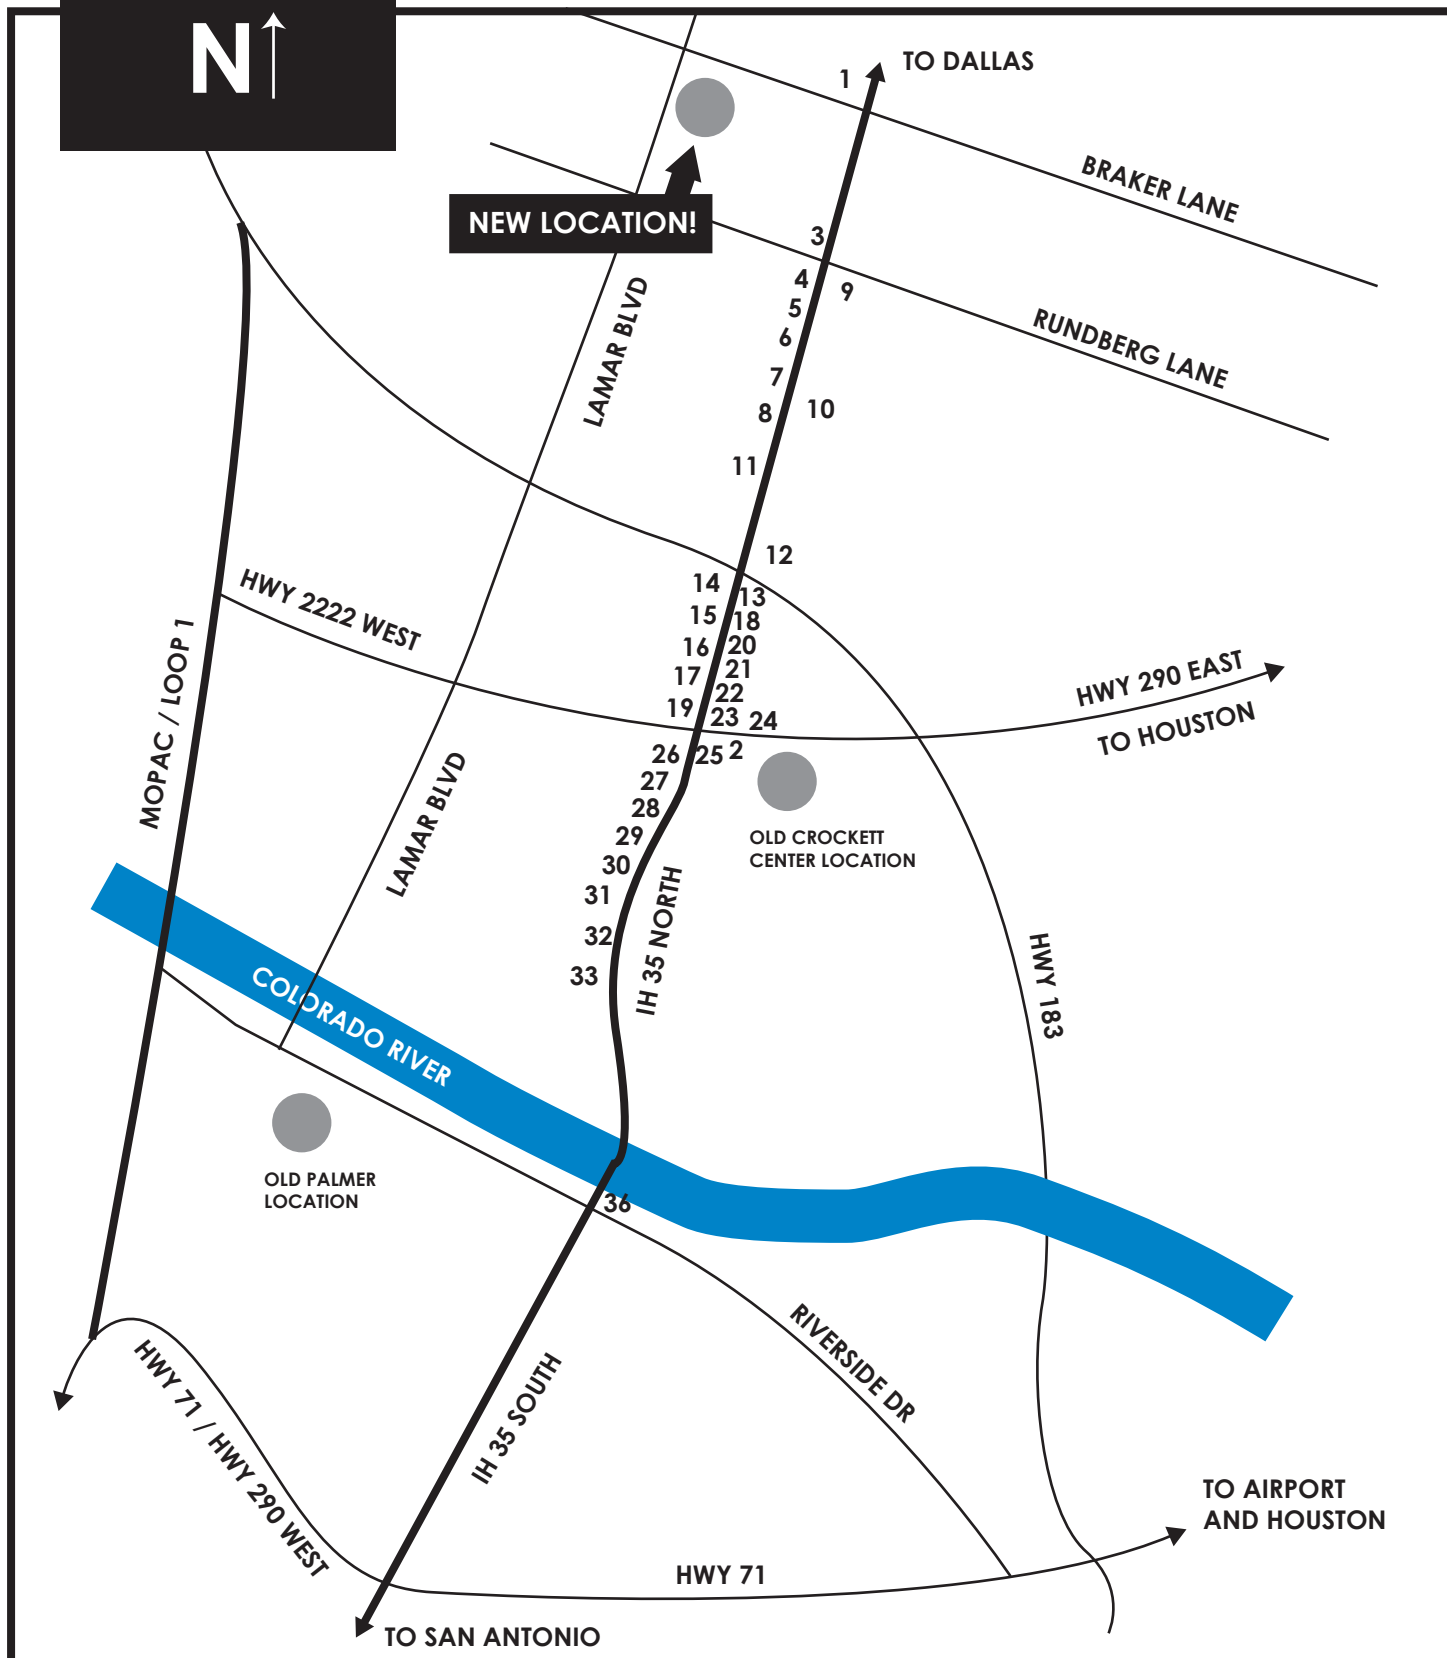 N
TO DALLAS
1
BRAKER LANE
NEW LOCATION!
3
4
9
5
LAMAR BLVD
RUNDBERG LANE
6
7
8
10
11
12
14
13
HWY 2222 WEST
15
18
16
20
17
21
HWY 290 EAST
22
19
23
24
TO HOUSTON
MOPAC / LOOP 1
26
25
2
27
LAMAR BLVD
28
29
OLD CROCKETT
CENTER LOCATION
30
31
IH 35 NORTH
32
33
HWY 183
COLORADO RIVER
OLD PALMER
LOCATION
36
RIVERSIDE DR
HWY 71 / HWY 290 WEST
IH 35 SOUTH
TO AIRPORT
AND HOUSTON
HWY 71
TO SAN ANTONIO